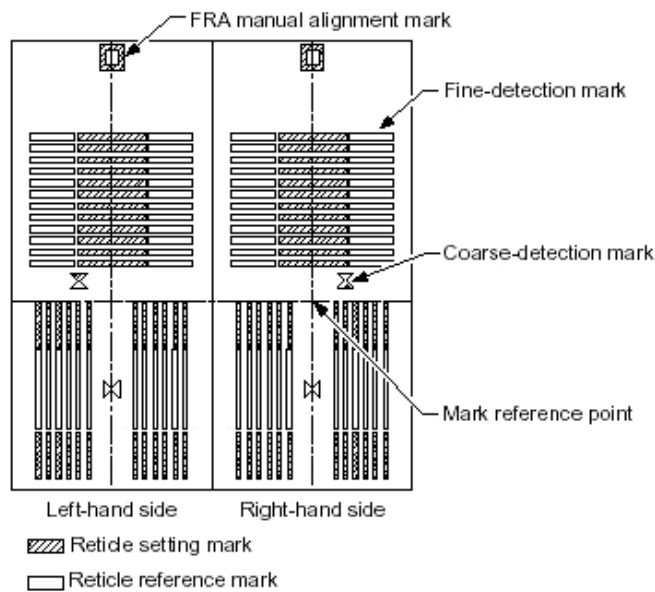 FRA manual alignment mark
Fine-detection mark
Coarse-detection mark
Mark reference point
Left-hand side
Right-hand side
Reticle setting mark
Reticle reference mark